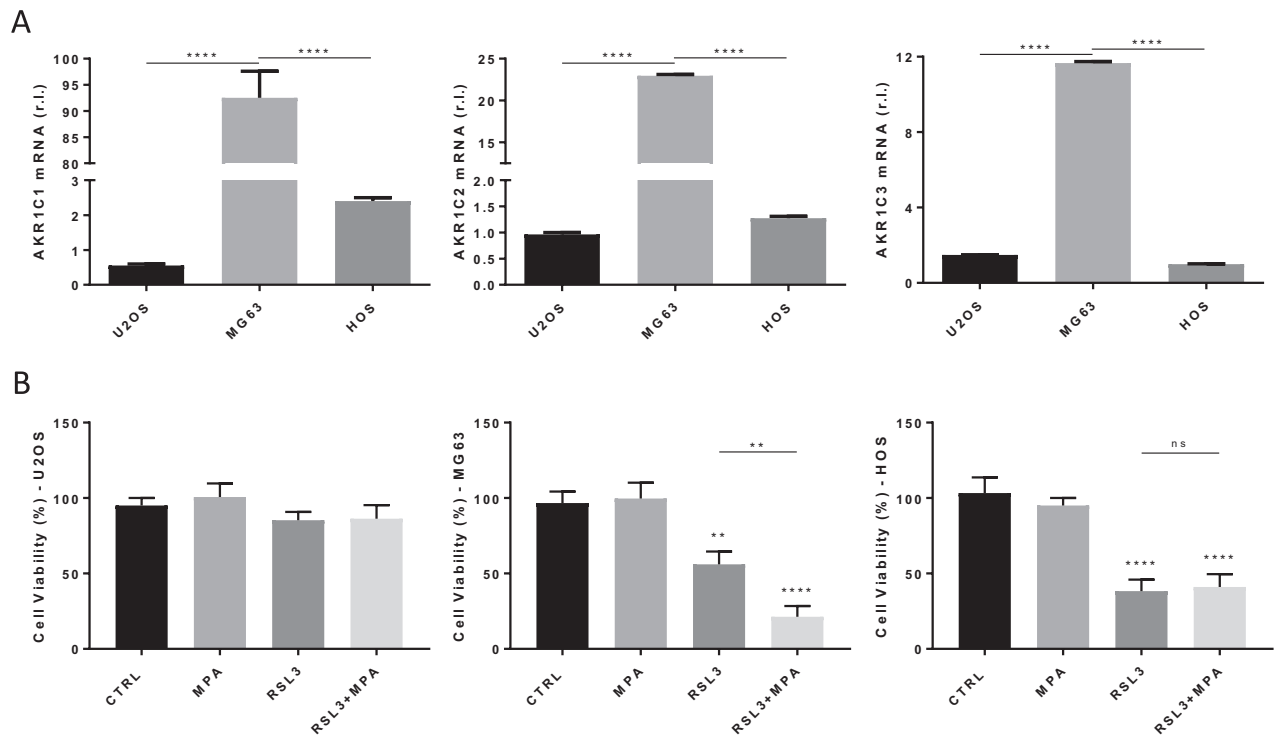 A
AKR1C1 mRNA (r.l.)
100
95
90
85
80
3
2
1
0
****
****
U2OS
MG63
HOS
AKR1C2 mRNA (r.l.)
25
20
15
2.0
1.5
1.0
0.5
0.0
****
****
U2OS
MG63
HOS
AKR1C3 mRNA (r.l.)
12
8
4
0
****
****
U2OS
MG63
HOS
B
Cell Viability (%) - U2OS
150
100
50
0
CTRL
MPA
RSL3
RSL3+MPA
Cell Viability (%) - MG63
150
100
50
0
**
**
****
CTRL
MPA
RSL3
RSL3+MPA
Cell Viability (%) - HOS
150
100
50
0
ns
****
****
CTRL
MPA
RSL3
RSL3+MPA